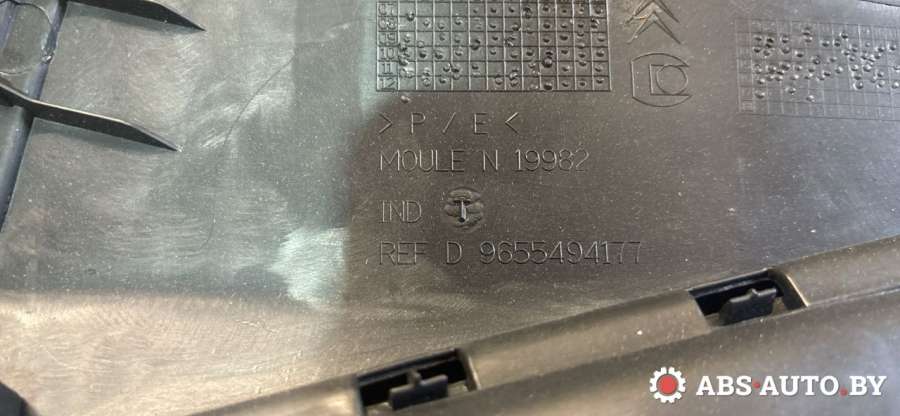 > P / E <
MOULE N 19982
IND
REF D 9655494177
ABS-AUTO.BY